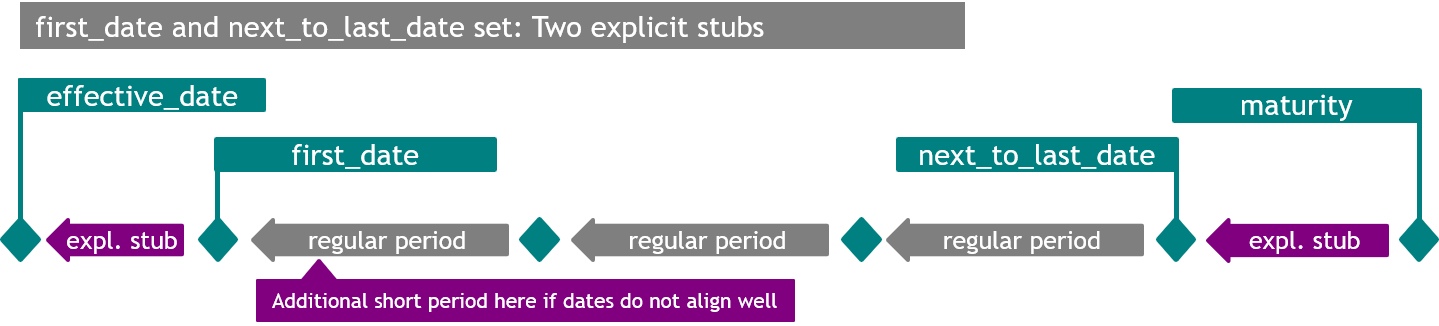 first_date and next_to_last_date set: Two explicit stubs
effective_date
maturity
first_date
next_to_last_date
expl. stub
regular period
regular period
regular period
expl. stub
Additional short period here if dates do not align well